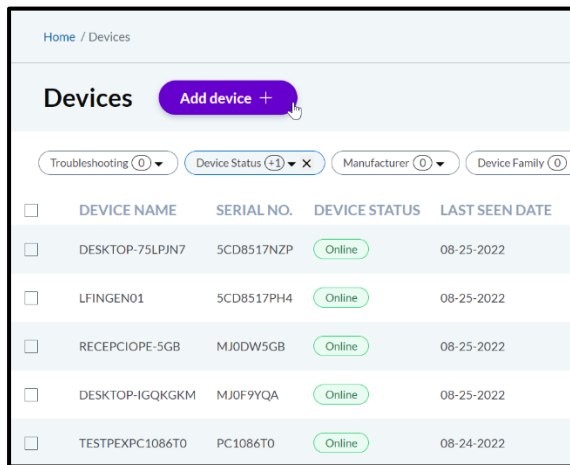 Home / Devices
Devices Add device +
Troubleshooting 0 Device Status +1 Manufacturer 0 Device Family 0
DEVICE NAME SERIAL NO. DEVICE STATUS LAST SEEN DATE
DESKTOP-75LPJN7 5CD8517NZP Online 08-25-2022
LFINGEN01 5CD8517PH4 Online 08-25-2022
RECEPCIOPE-5GB MJ0DW5GB Online 08-25-2022
DESKTOP-IGQKGKM MJ0F9YQA Online 08-25-2022
TESTPEXPC1086T0 PC1086T0 Online 08-24-2022